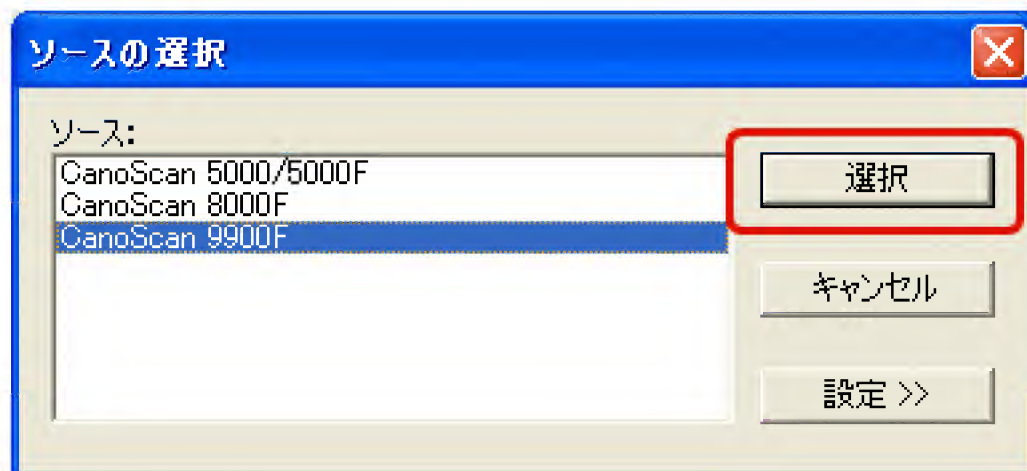 ソースの選択
ソース:
CanoScan 5000/5000F
CanoScan 8000F
CanoScan 9900F
選択
キャンセル
設定 >>